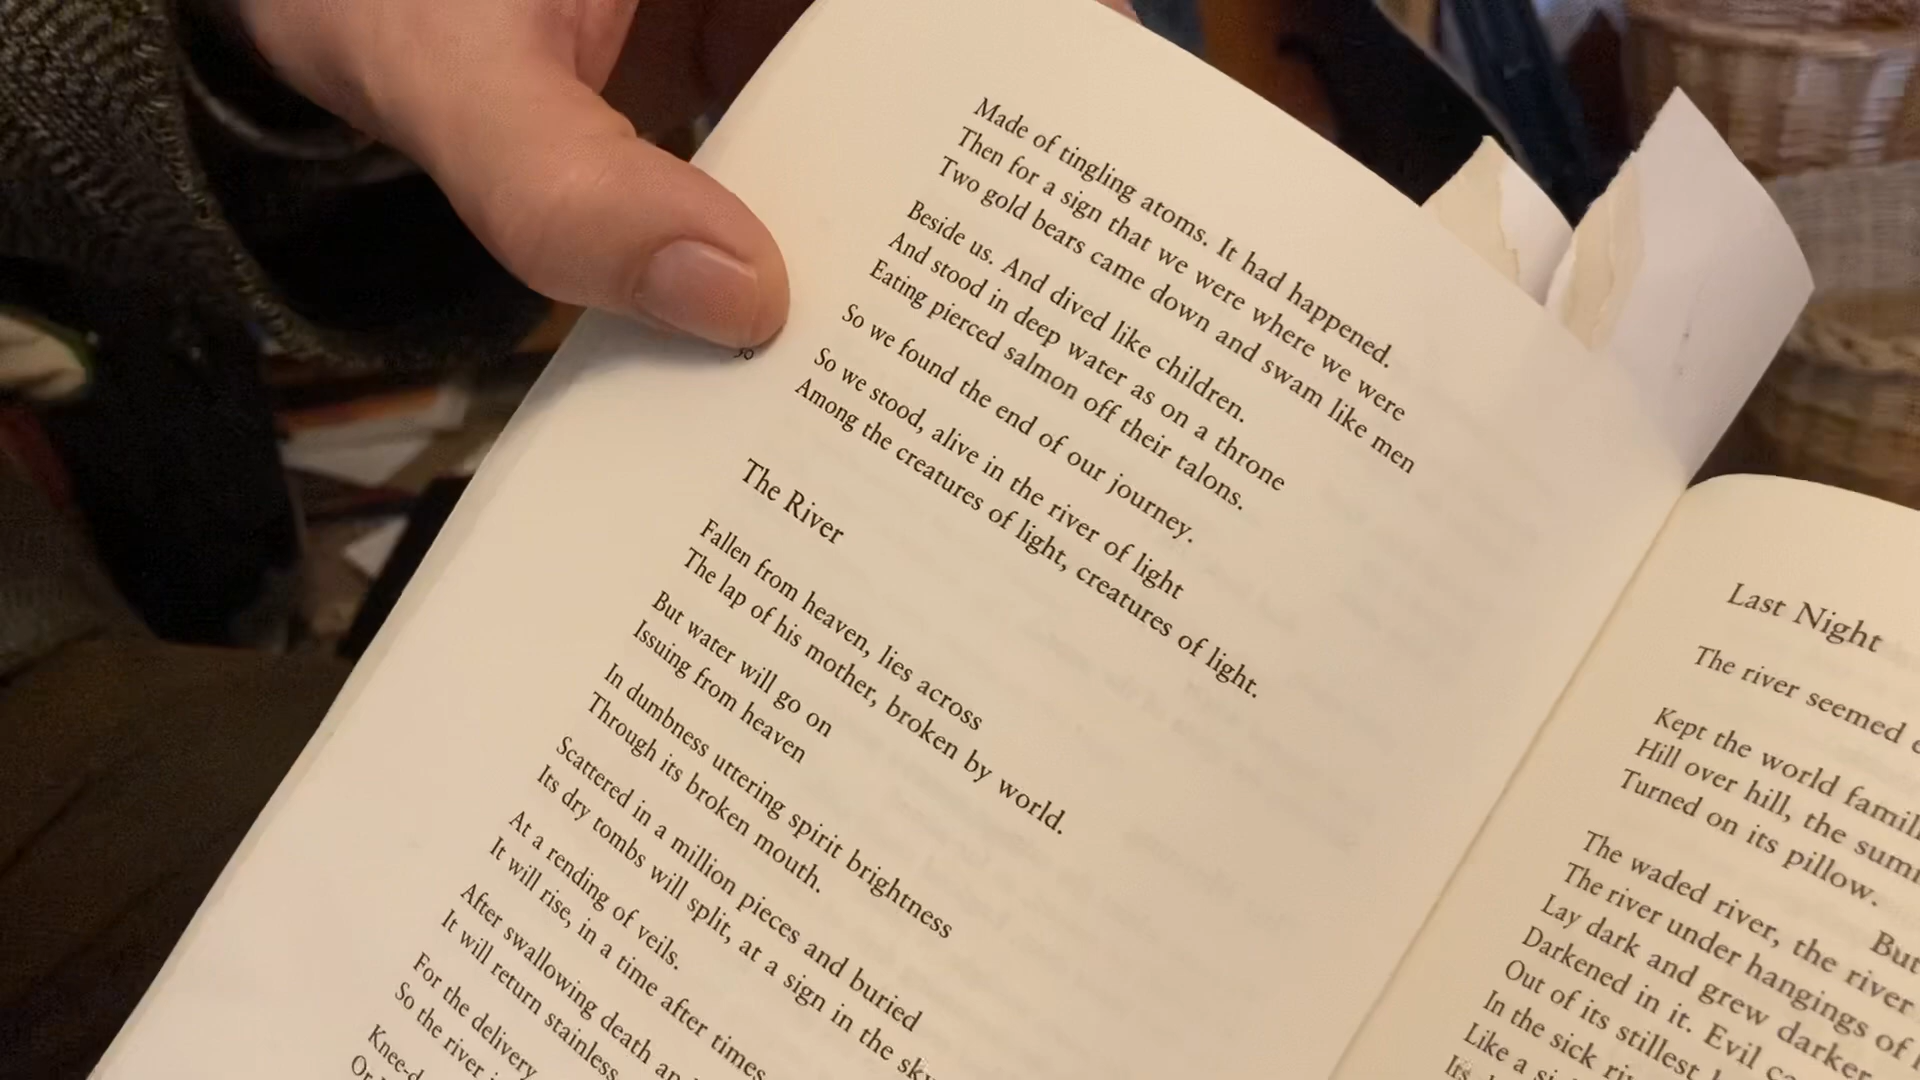 Made of tingling atoms. It had happened.
Then for a sign that we were where we were
Two gold bears came down and swam like men
Beside us. And dived like children.
And stood in deep water as on a throne
Eating pierced salmon off their talons.
So we found the end of our journey.
So we stood, alive in the river of light
Among the creatures of light, creatures of light.
The River
Fallen from heaven, lies across
The lap of his mother, broken by world.
But water will go on
Issuing from heaven
In dumbness uttering spirit brightness
Through its broken mouth.
Scattered in a million pieces and buried
Its dry tombs will split, at a sign in the sky
At a rending of veils.
It will rise, in a time after times
After swallowing death and
It will return stainless
For the delivery
So the river
Knee-d
Or
Last Night
The river seemed
Kept the world famil
Hill over hill, the sum
Turned on its pillow.
But
The waded river, the river
The river under hangings of
Lay dark and grew darker
Darkened in it. Evil
Out of its stillest
In the sick
Like a
Its